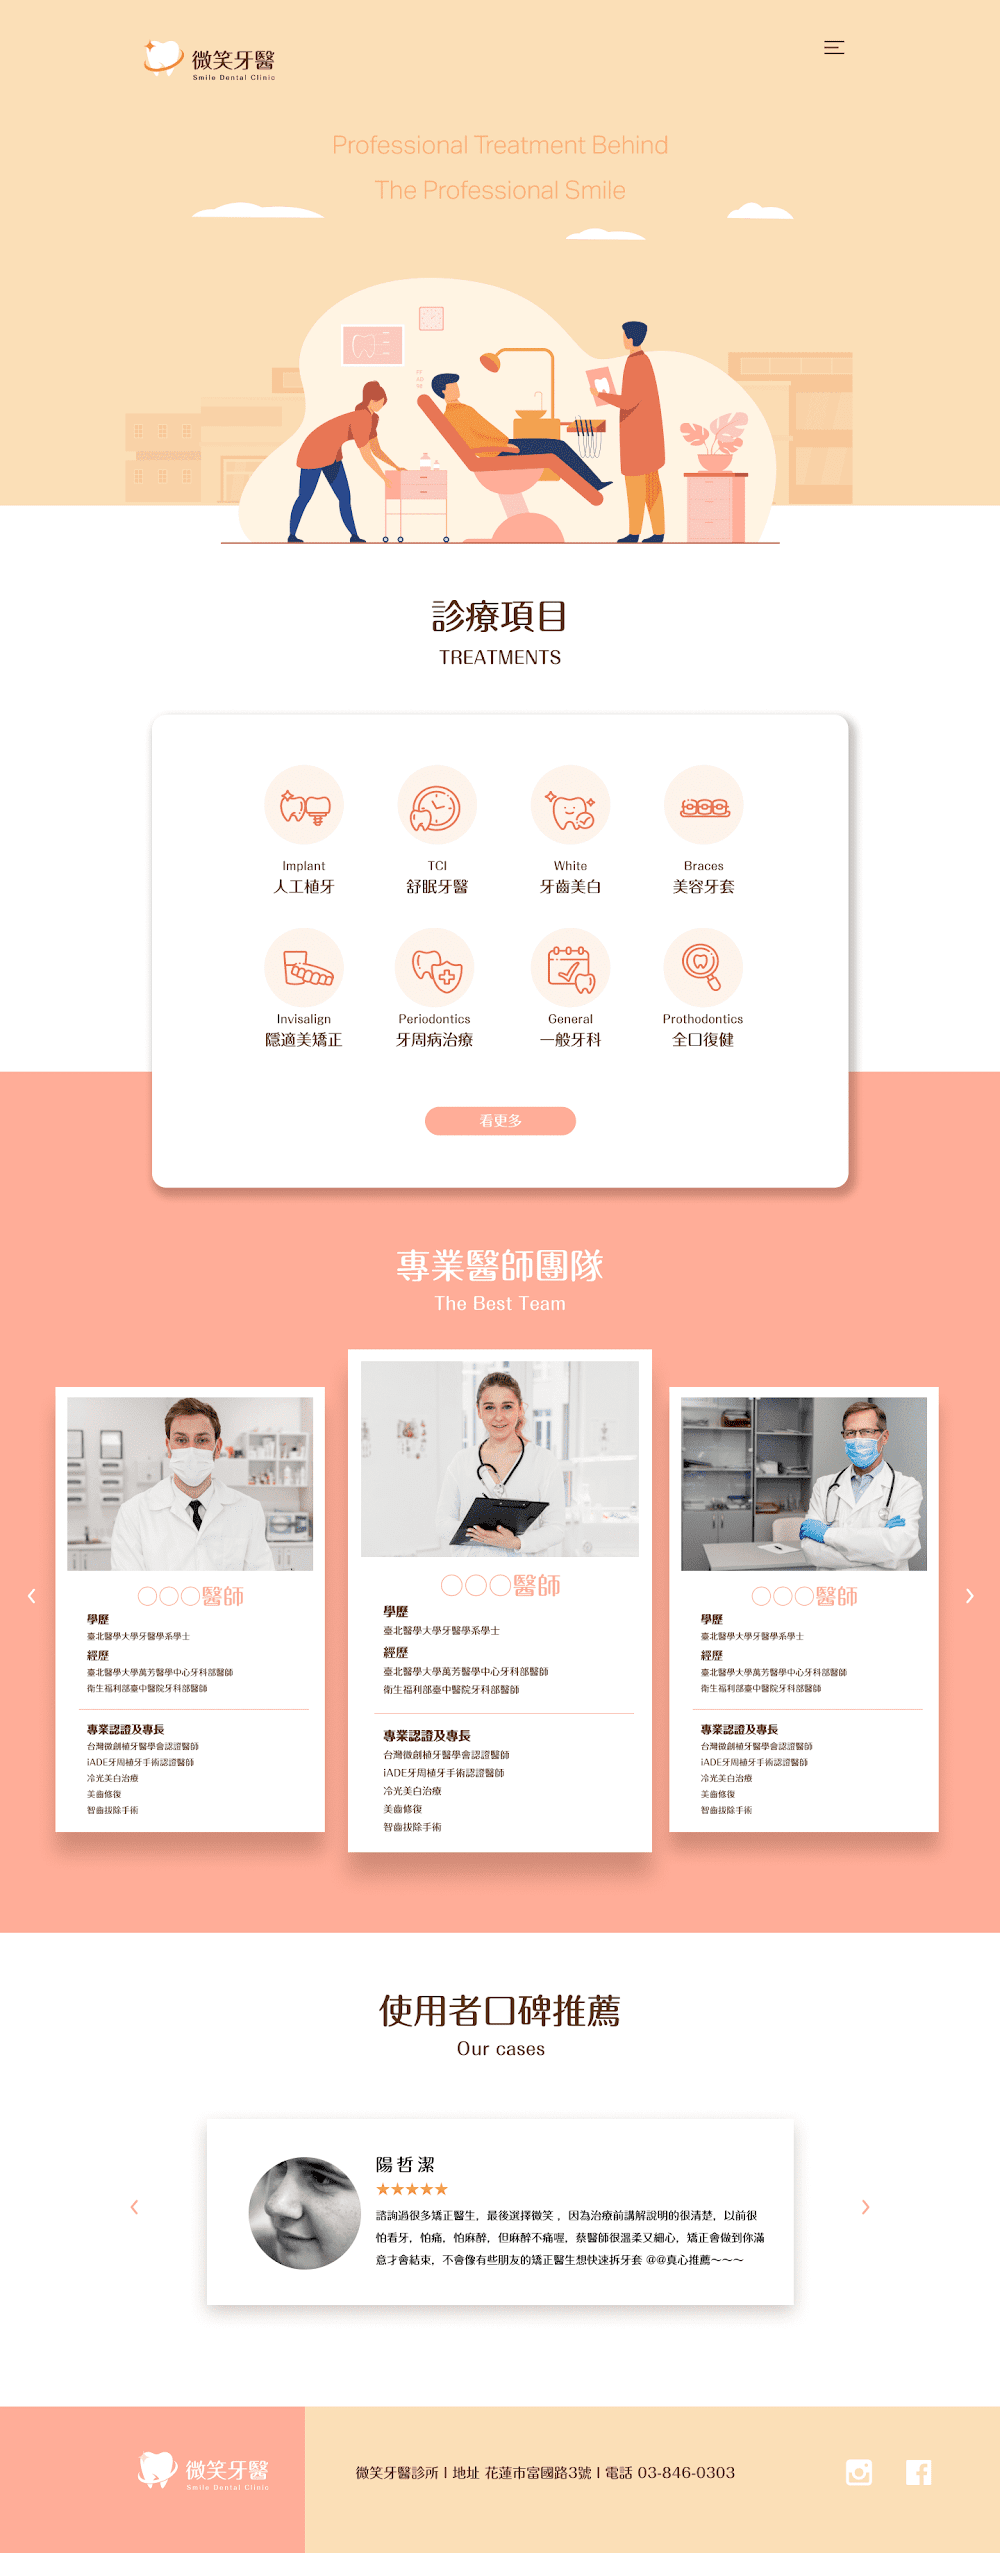 微笑牙醫
Smile Dental Clinic
Professional Treatment Behind
The Professional Smile
診療項目
TREATMENTS
Implant
人工植牙
TCI
舒眠牙醫
White
牙齒美白
Braces
美容牙套
Invisalign
隱適美矯正
Periodontics
牙周病治療
General
一般牙科
Prothodontics
全口復健
看更多
專業醫師團隊
The Best Team
〇〇〇醫師
學歷
臺北醫學大學牙醫學系學士
經歷
臺北醫學大學萬芳醫學中心牙科部醫師
衛生福利部臺中醫院牙科部醫師
專業認證及專長
台灣微創植牙醫學會認證醫師
iADE牙周植牙手術認證醫師
冷光美白治療
美齒修復
智齒拔除手術
〇〇〇醫師
學歷
臺北醫學大學牙醫學系學士
經歷
臺北醫學大學萬芳醫學中心牙科部醫師
衛生福利部臺中醫院牙科部醫師
專業認證及專長
台灣微創植牙醫學會認證醫師
iADE牙周植牙手術認證醫師
冷光美白治療
美齒修復
智齒拔除手術
〇〇〇醫師
學歷
臺北醫學大學牙醫學系學士
經歷
臺北醫學大學萬芳醫學中心牙科部醫師
衛生福利部臺中醫院牙科部醫師
專業認證及專長
台灣微創植牙醫學會認證醫師
iADE牙周植牙手術認證醫師
冷光美白治療
美齒修復
智齒拔除手術
使用者口碑推薦
Our cases
陽哲潔
★★★★★
諮詢過很多矯正醫生，最後選擇微笑，因為治療前講解說明的很清楚，以前很
怕看牙，怕痛，怕麻醉，但麻醉不痛喔，蔡醫師很溫柔又細心，矯正會做到你滿
意才會結束，不會像有些朋友的矯正醫生想快速拆牙套 @@真心推薦～～～
微笑牙醫
Smile Dental Clinic
微笑牙醫診所 | 地址 花蓮市富國路3號 | 電話 03-846-0303